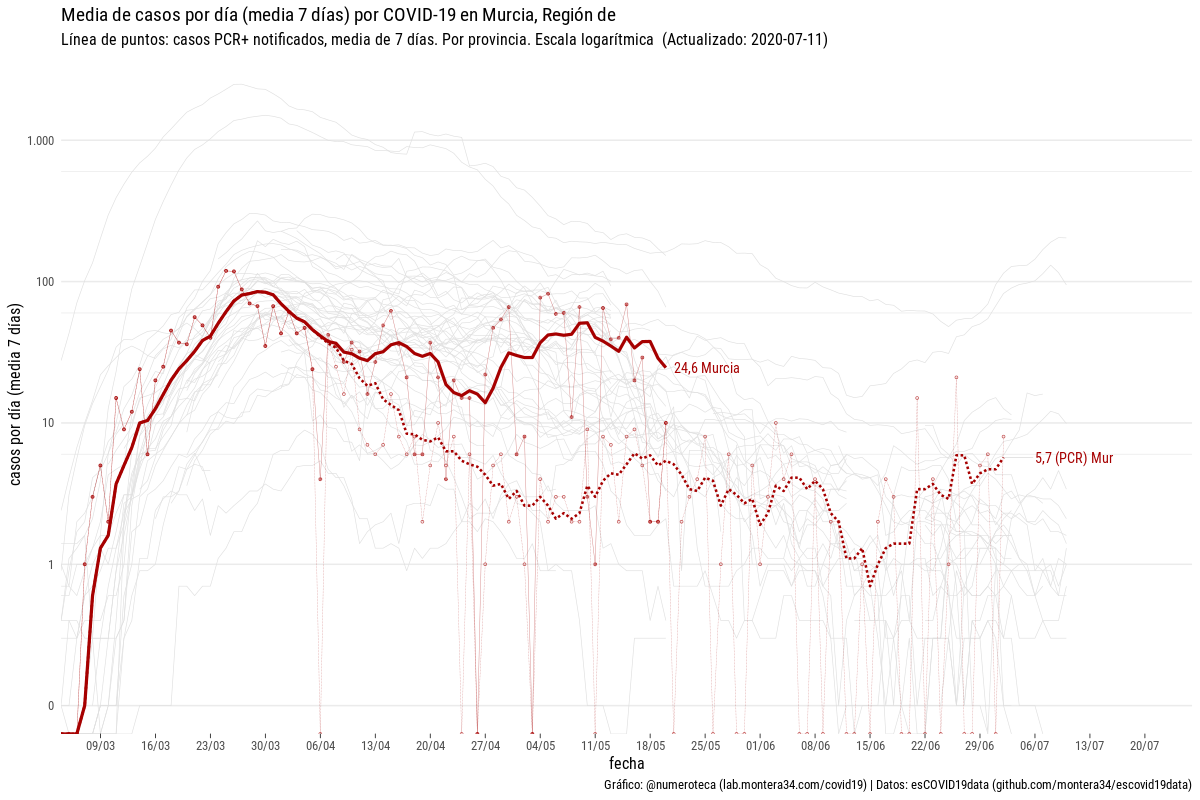 Media de casos por día (media 7 días) por COVID-19 en Murcia, Región de
Línea de puntos: casos PCR+ notificados, media de 7 días. Por provincia. Escala logarítmica (Actualizado: 2020-07-11)
casos por día (media 7 días)
1.000
100
10
1
0
24,6 Murcia
5,7 (PCR) Mur
09/03 16/03 23/03 30/03 06/04 13/04 20/04 27/04 04/05 11/05 18/05 25/05 01/06 08/06 15/06 22/06 29/06 06/07 13/07 20/07
fecha
Gráfico: @numeroteca (lab.montera34.com/covid19) | Datos: esCOVID19data (github.com/montera34/escovid19data)